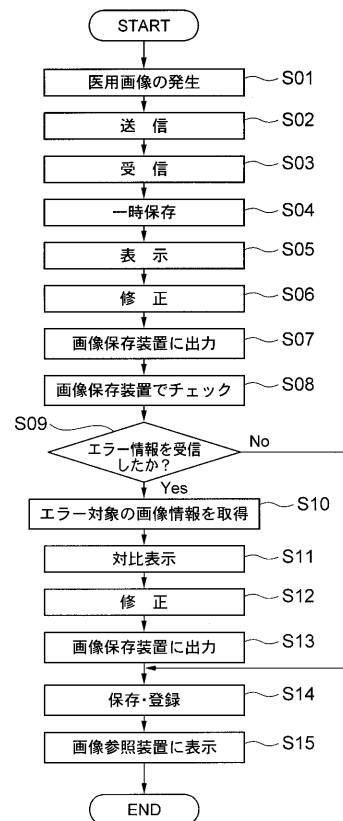 START
医用画像の発生 S01
送 信 S02
受 信 S03
一時保存 S04
表 示 S05
修 正 S06
画像保存装置に出力 S07
画像保存装置でチェック S08
S09
エラー情報を受信
したか？
No
Yes
エラー対象の画像情報を取得 S10
対比表示 S11
修 正 S12
画像保存装置に出力 S13
保存・登録 S14
画像参照装置に表示 S15
END